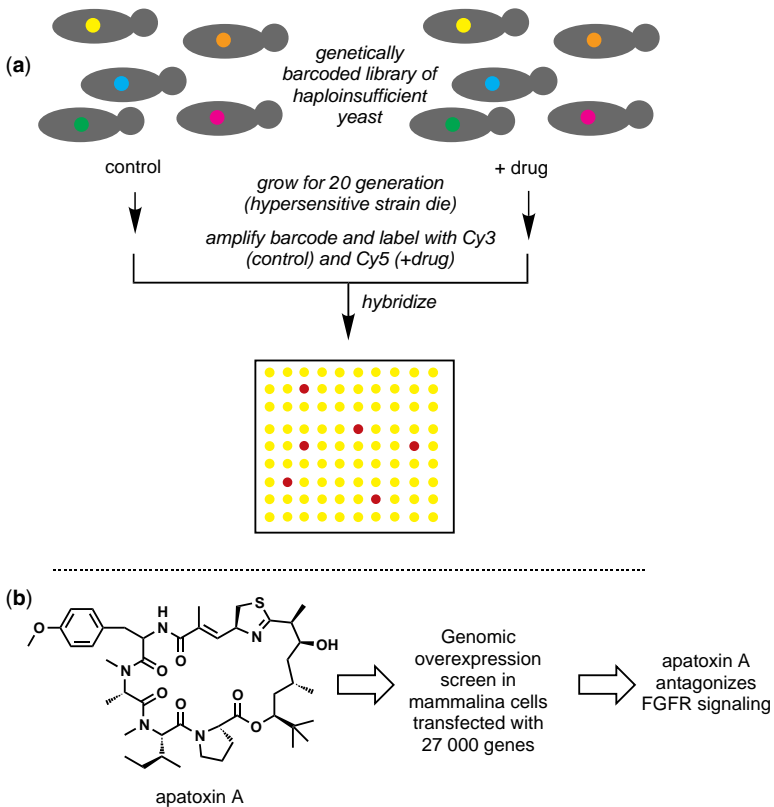 (a)
genetically
barcoded library of
haploinsufficient
yeast
control
+ drug
grow for 20 generation
(hypersensitive strain die)
amplify barcode and label with Cy3
(control) and Cy5 (+drug)
hybridize
(b)
O
H
N
O
S
N
OH
N
O
O
N
O
N
O
O
apatoxin A
Genomic
overexpression
screen in
mammalina cells
transfected with
27 000 genes
apatoxin A
antagonizes
FGFR signaling